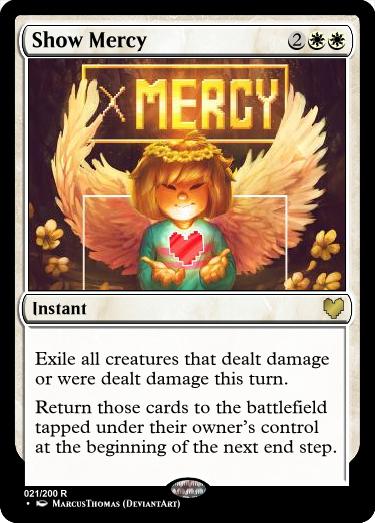 Show Mercy 2
× MERCY
Instant
Exile all creatures that dealt damage
or were dealt damage this turn.
Return those cards to the battlefield
tapped under their owner's control
at the beginning of the next end step.
021/200 R
• MarcusThomas (DeviantArt)